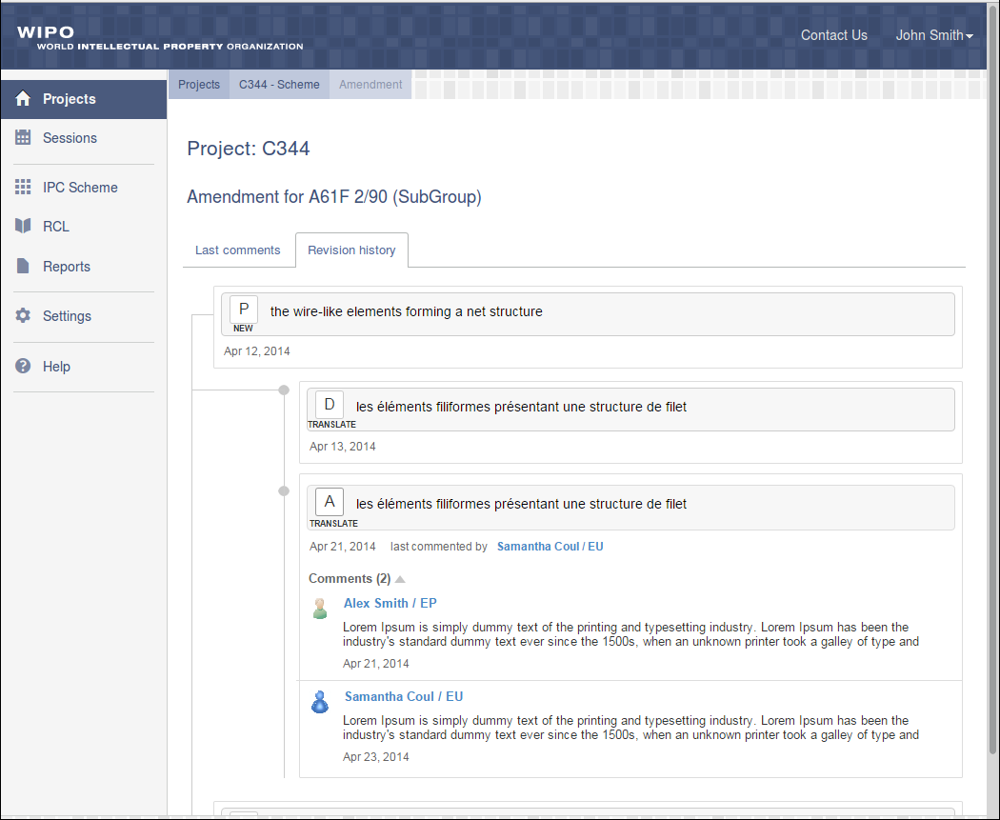 WIPO
WORLD INTELLECTUAL PROPERTY ORGANIZATION
Contact Us
John Smith
Projects
Sessions
IPC Scheme
RCL
Reports
Settings
Help
Projects
C344 - Scheme
Amendment
Project: C344
Amendment for A61F 2/90 (SubGroup)
Last comments
Revision history
P
NEW
the wire-like elements forming a net structure
Apr 12, 2014
D
TRANSLATE
les éléments filiformes présentant une structure de filet
Apr 13, 2014
A
TRANSLATE
les éléments filiformes présentant une structure de filet
Apr 21, 2014 last commented by Samantha Coul / EU
Comments (2)
Alex Smith / EP
Lorem Ipsum is simply dummy text of the printing and typesetting industry. Lorem Ipsum has been the
industry's standard dummy text ever since the 1500s, when an unknown printer took a galley of type and
Apr 21, 2014
Samantha Coul / EU
Lorem Ipsum is simply dummy text of the printing and typesetting industry. Lorem Ipsum has been the
industry's standard dummy text ever since the 1500s, when an unknown printer took a galley of type and
Apr 23, 2014